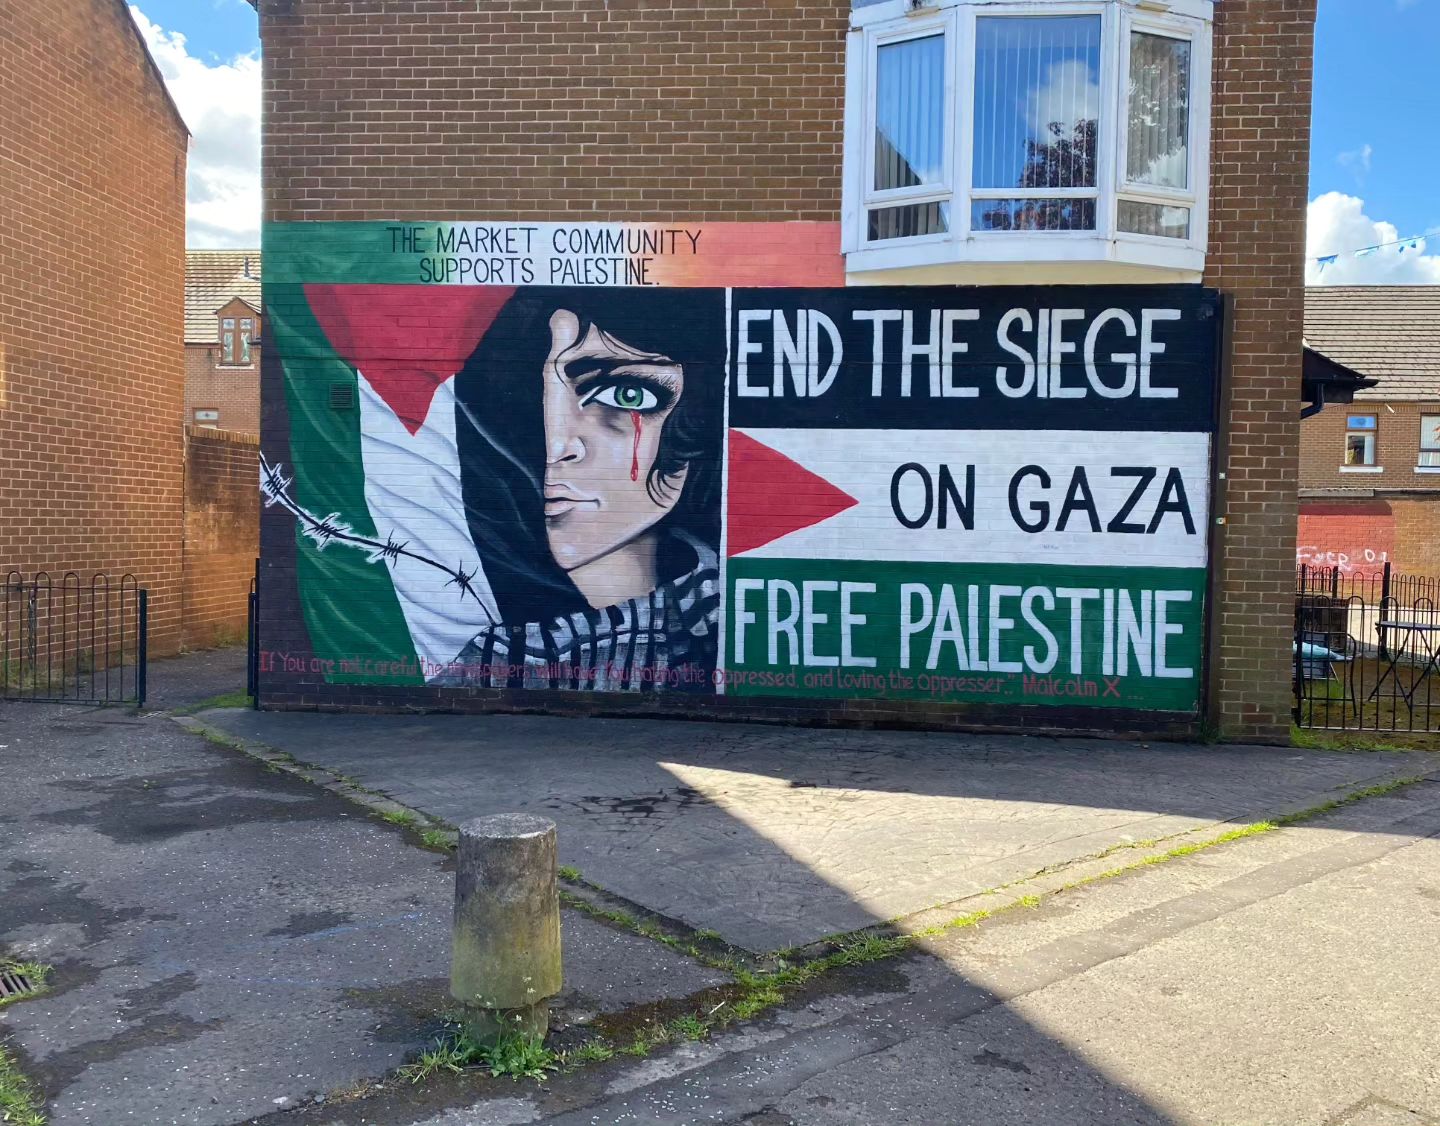 THE MARKET COMMUNITY
SUPPORTS PALESTINE.
END THE SIEGE
ON GAZA
FREE PALESTINE
If You are not careful the newspapers will have You hating the oppressed and Loving the oppresser." Malcolm X